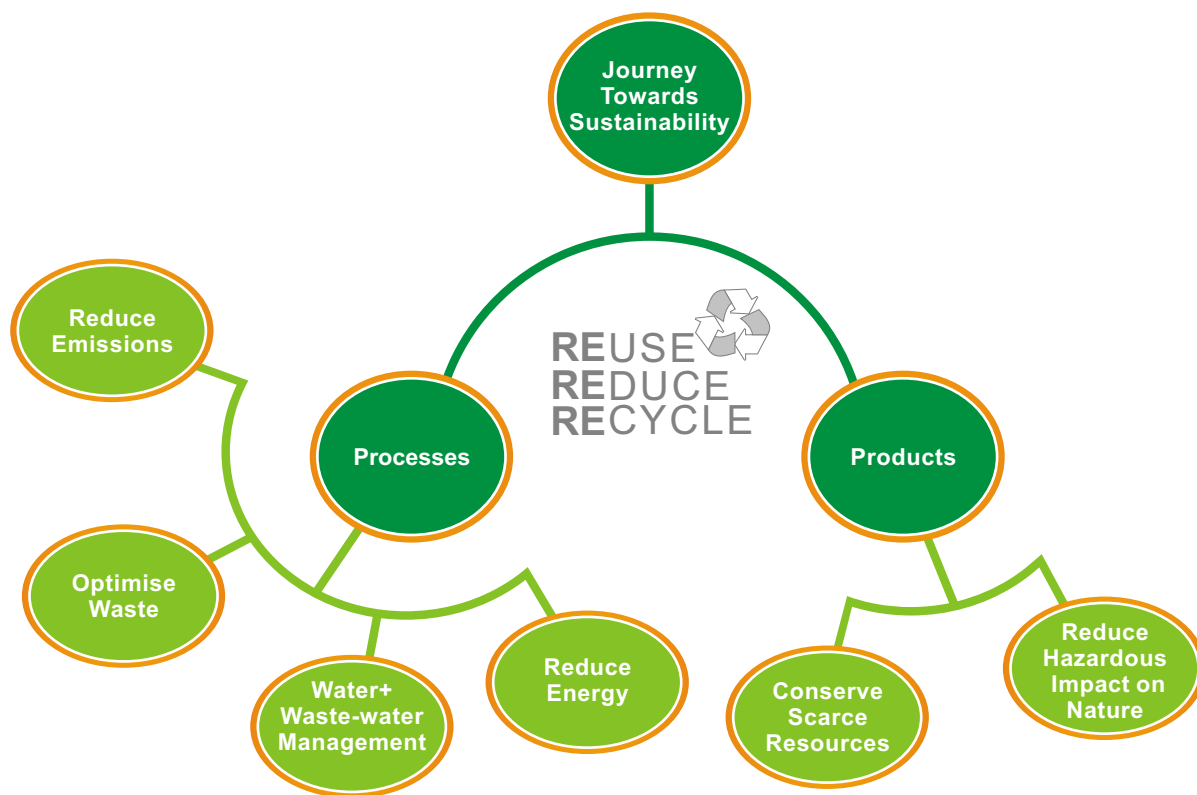 Journey
Towards
Sustainability
REUSE
REDUCE
RECYCLE
Reduce
Emissions
Processes
Products
Optimise
Waste
Water+
Waste-water
Management
Reduce
Energy
Conserve
Scarce
Resources
Reduce
Hazardous
Impact on
Nature